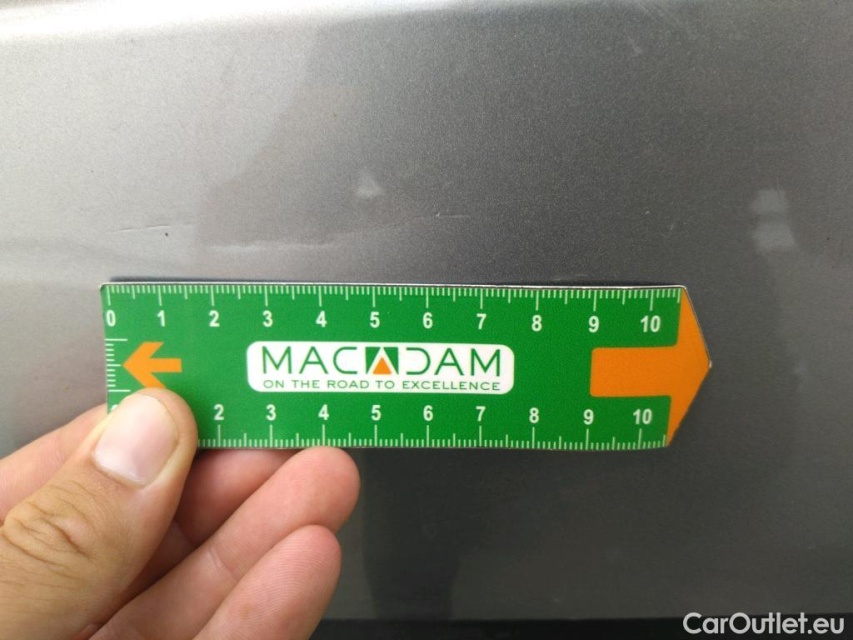 0 1 2 3 4 5 6 7 8 9 10
MACADAM
ON THE ROAD TO EXCELLENCE
2 3 4 5 6 7 8 9 10
CarOutlet.eu